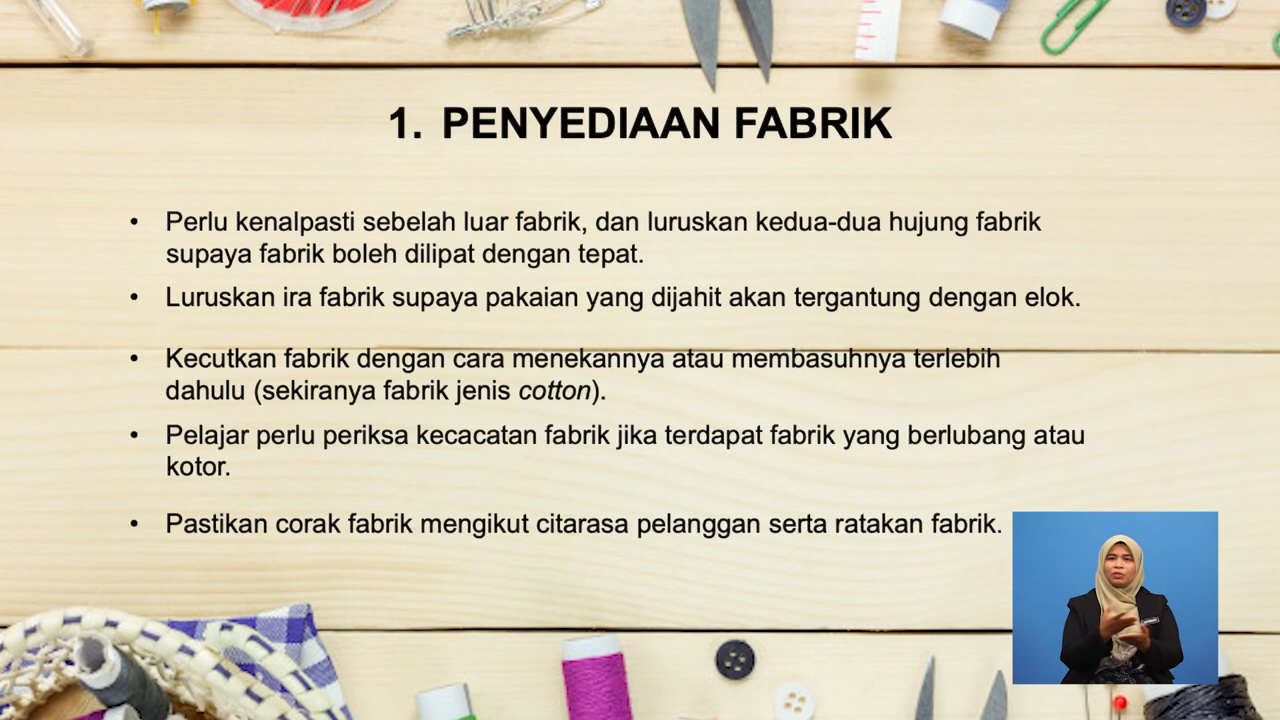 1. PENYEDIAAN FABRIK
• Perlu kenalpasti sebelah luar fabrik, dan luruskan kedua-dua hujung fabrik
supaya fabrik boleh dilipat dengan tepat.
• Luruskan ira fabrik supaya pakaian yang dijahit akan tergantung dengan elok.
• Kecutkan fabrik dengan cara menekannya atau membasuhnya terlebih
dahulu (sekiranya fabrik jenis cotton).
• Pelajar perlu periksa kecacatan fabrik jika terdapat fabrik yang berlubang atau
kotor.
• Pastikan corak fabrik mengikut citarasa pelanggan serta ratakan fabrik.